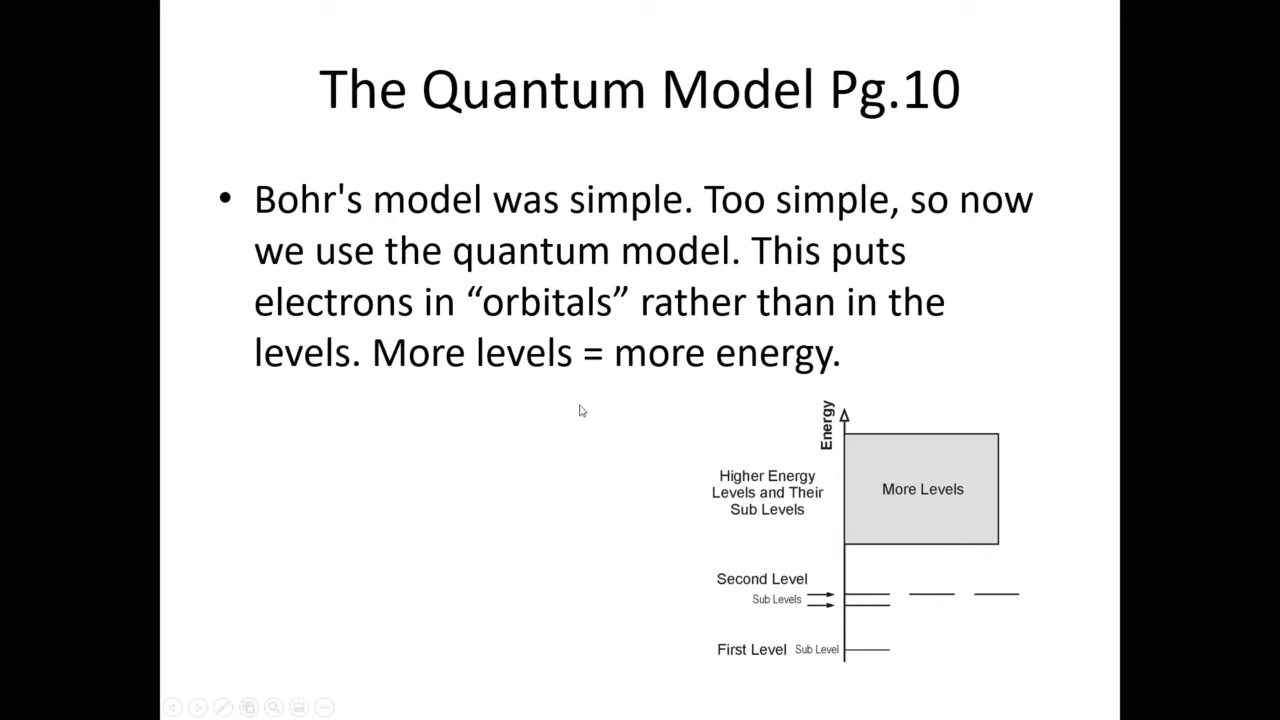 The Quantum Model Pg.10
• Bohr's model was simple. Too simple, so now
we use the quantum model. This puts
electrons in “orbitals” rather than in the
levels. More levels = more energy.
Energy
Higher Energy
Levels and Their
Sub Levels
More Levels
Second Level
Sub Levels
First Level Sub Level